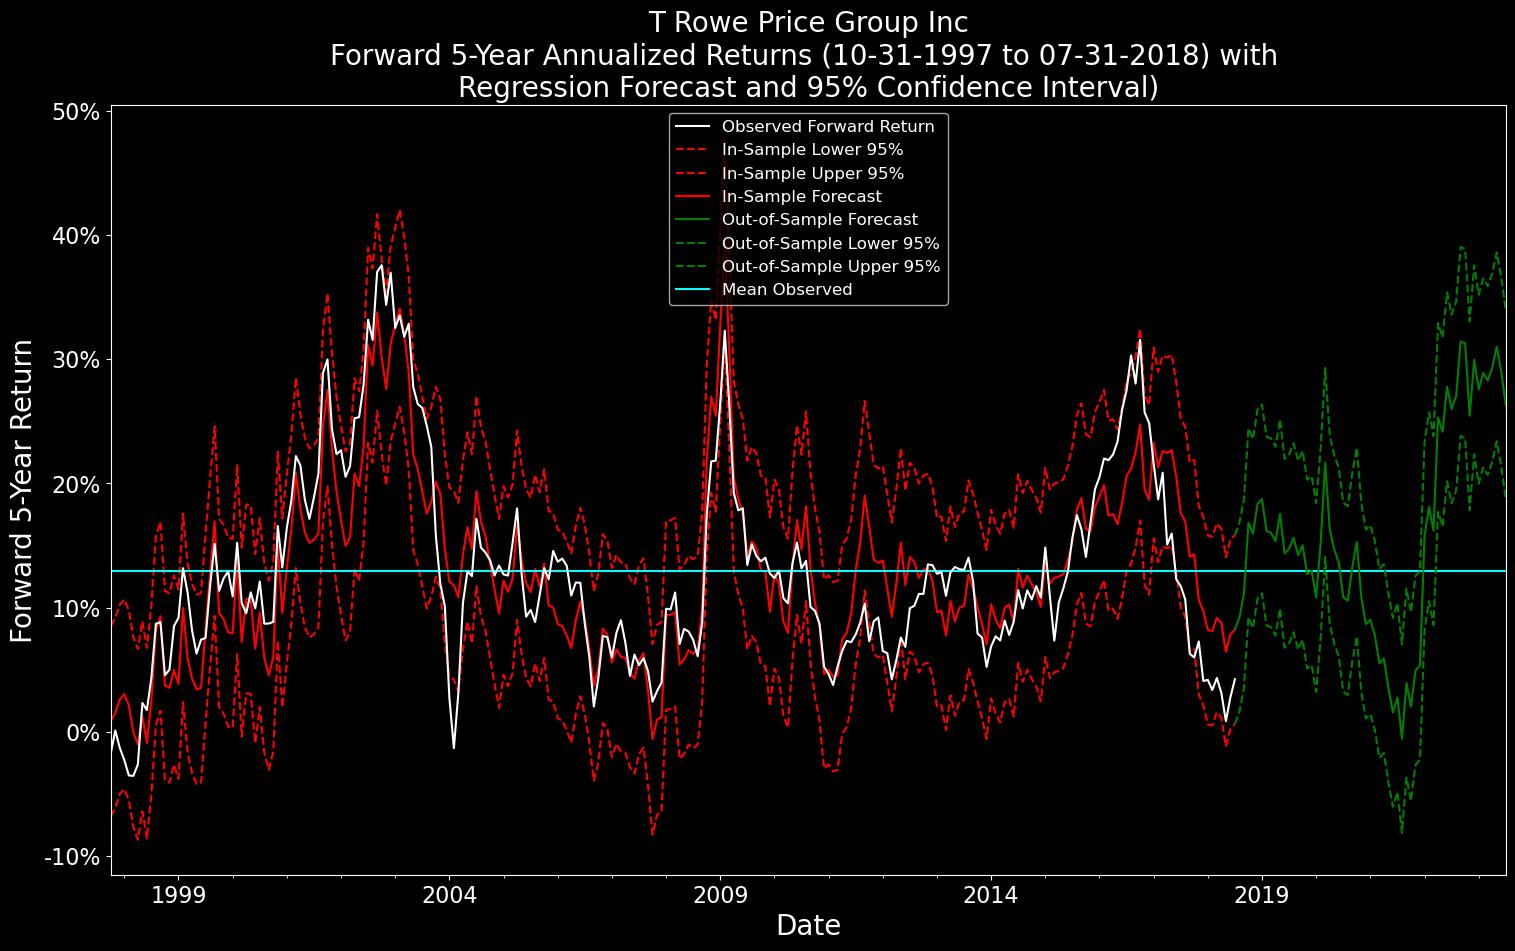 T Rowe Price Group Inc
Forward 5-Year Annualized Returns (10-31-1997 to 07-31-2018) with
Regression Forecast and 95% Confidence Interval)
50%
40%
30%
20%
10%
0%
-10%
Forward 5-Year Return
Observed Forward Return
In-Sample Lower 95%
In-Sample Upper 95%
In-Sample Forecast
Out-of-Sample Forecast
Out-of-Sample Lower 95%
Out-of-Sample Upper 95%
Mean Observed
1999 2004 2009 2014 2019
Date